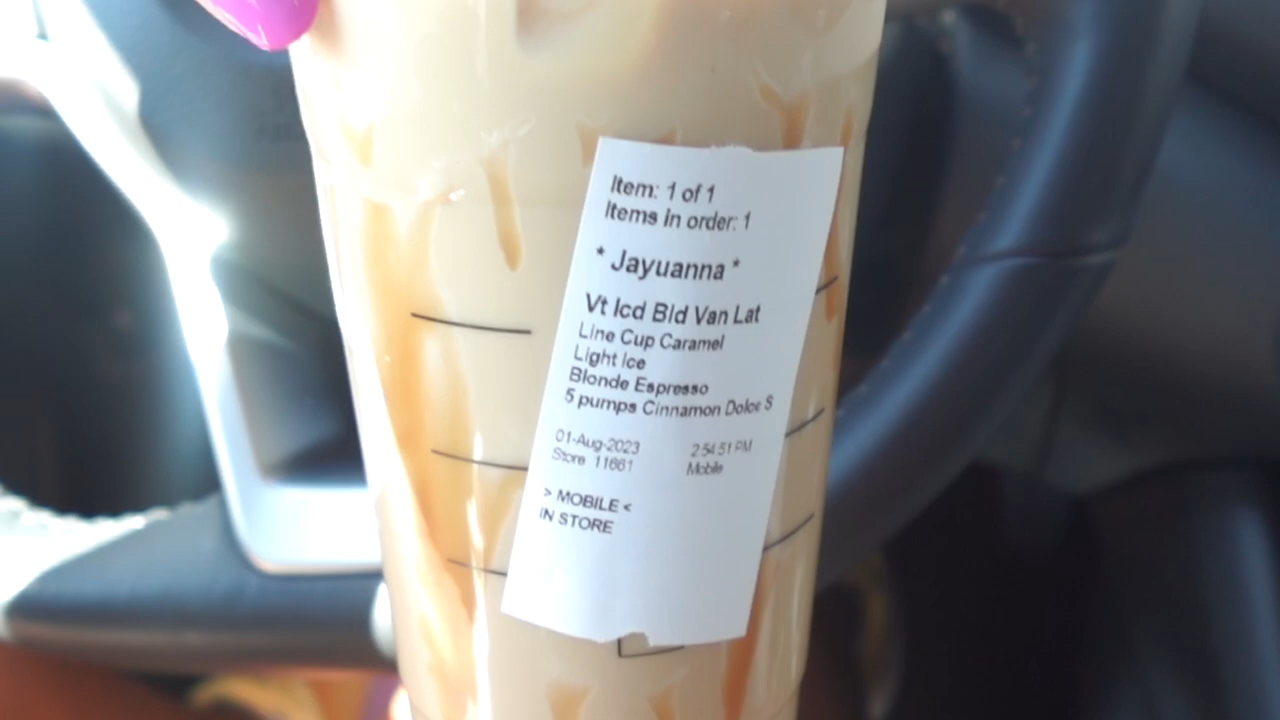 Item: 1 of 1
Items in order: 1
* Jayuanna *
Vt Icd Bld Van Lat
Line Cup Caramel
Light Ice
Blonde Espresso
5 pumps Cinnamon Dolce S
01-Aug-2023 2:54:51 PM
Store 11661 Mobile
> MOBILE <
IN STORE